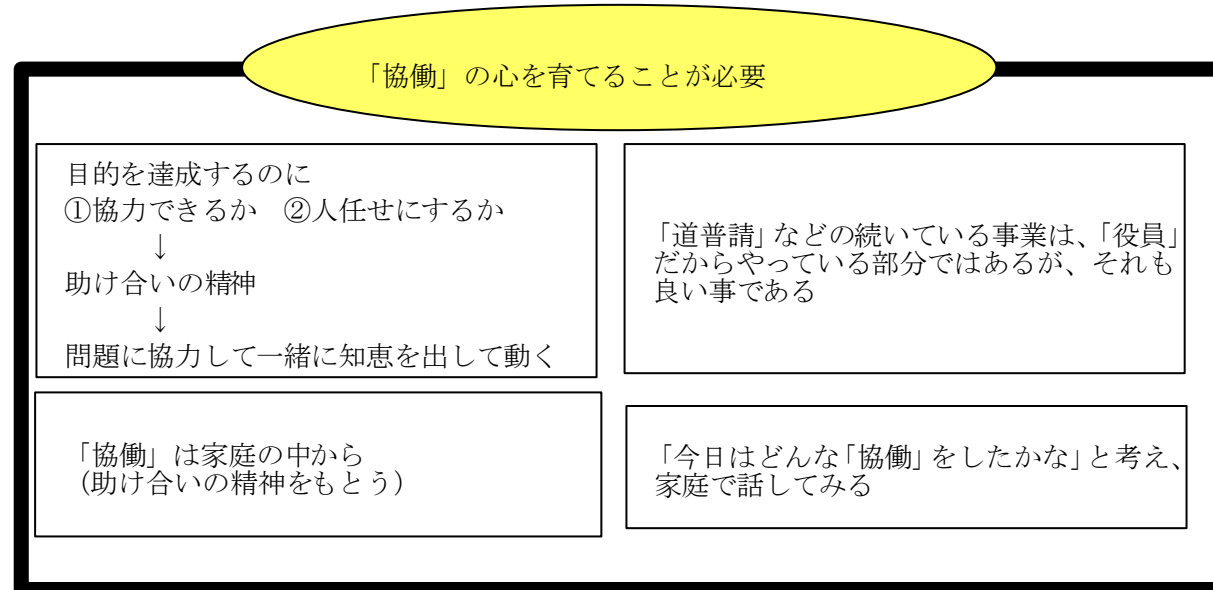 「協働」の心を育てることが必要
目的を達成するのに
①協力できるか　②人任せにするか
↓
助け合いの精神
↓
問題に協力して一緒に知恵を出して動く
「道普請」などの続いている事業は、「役員」
だからやっている部分ではあるが、それも
良い事である
「協働」は家庭の中から
（助け合いの精神をもとう）
「今日はどんな「協働」をしたかな」と考え、
家庭で話してみる